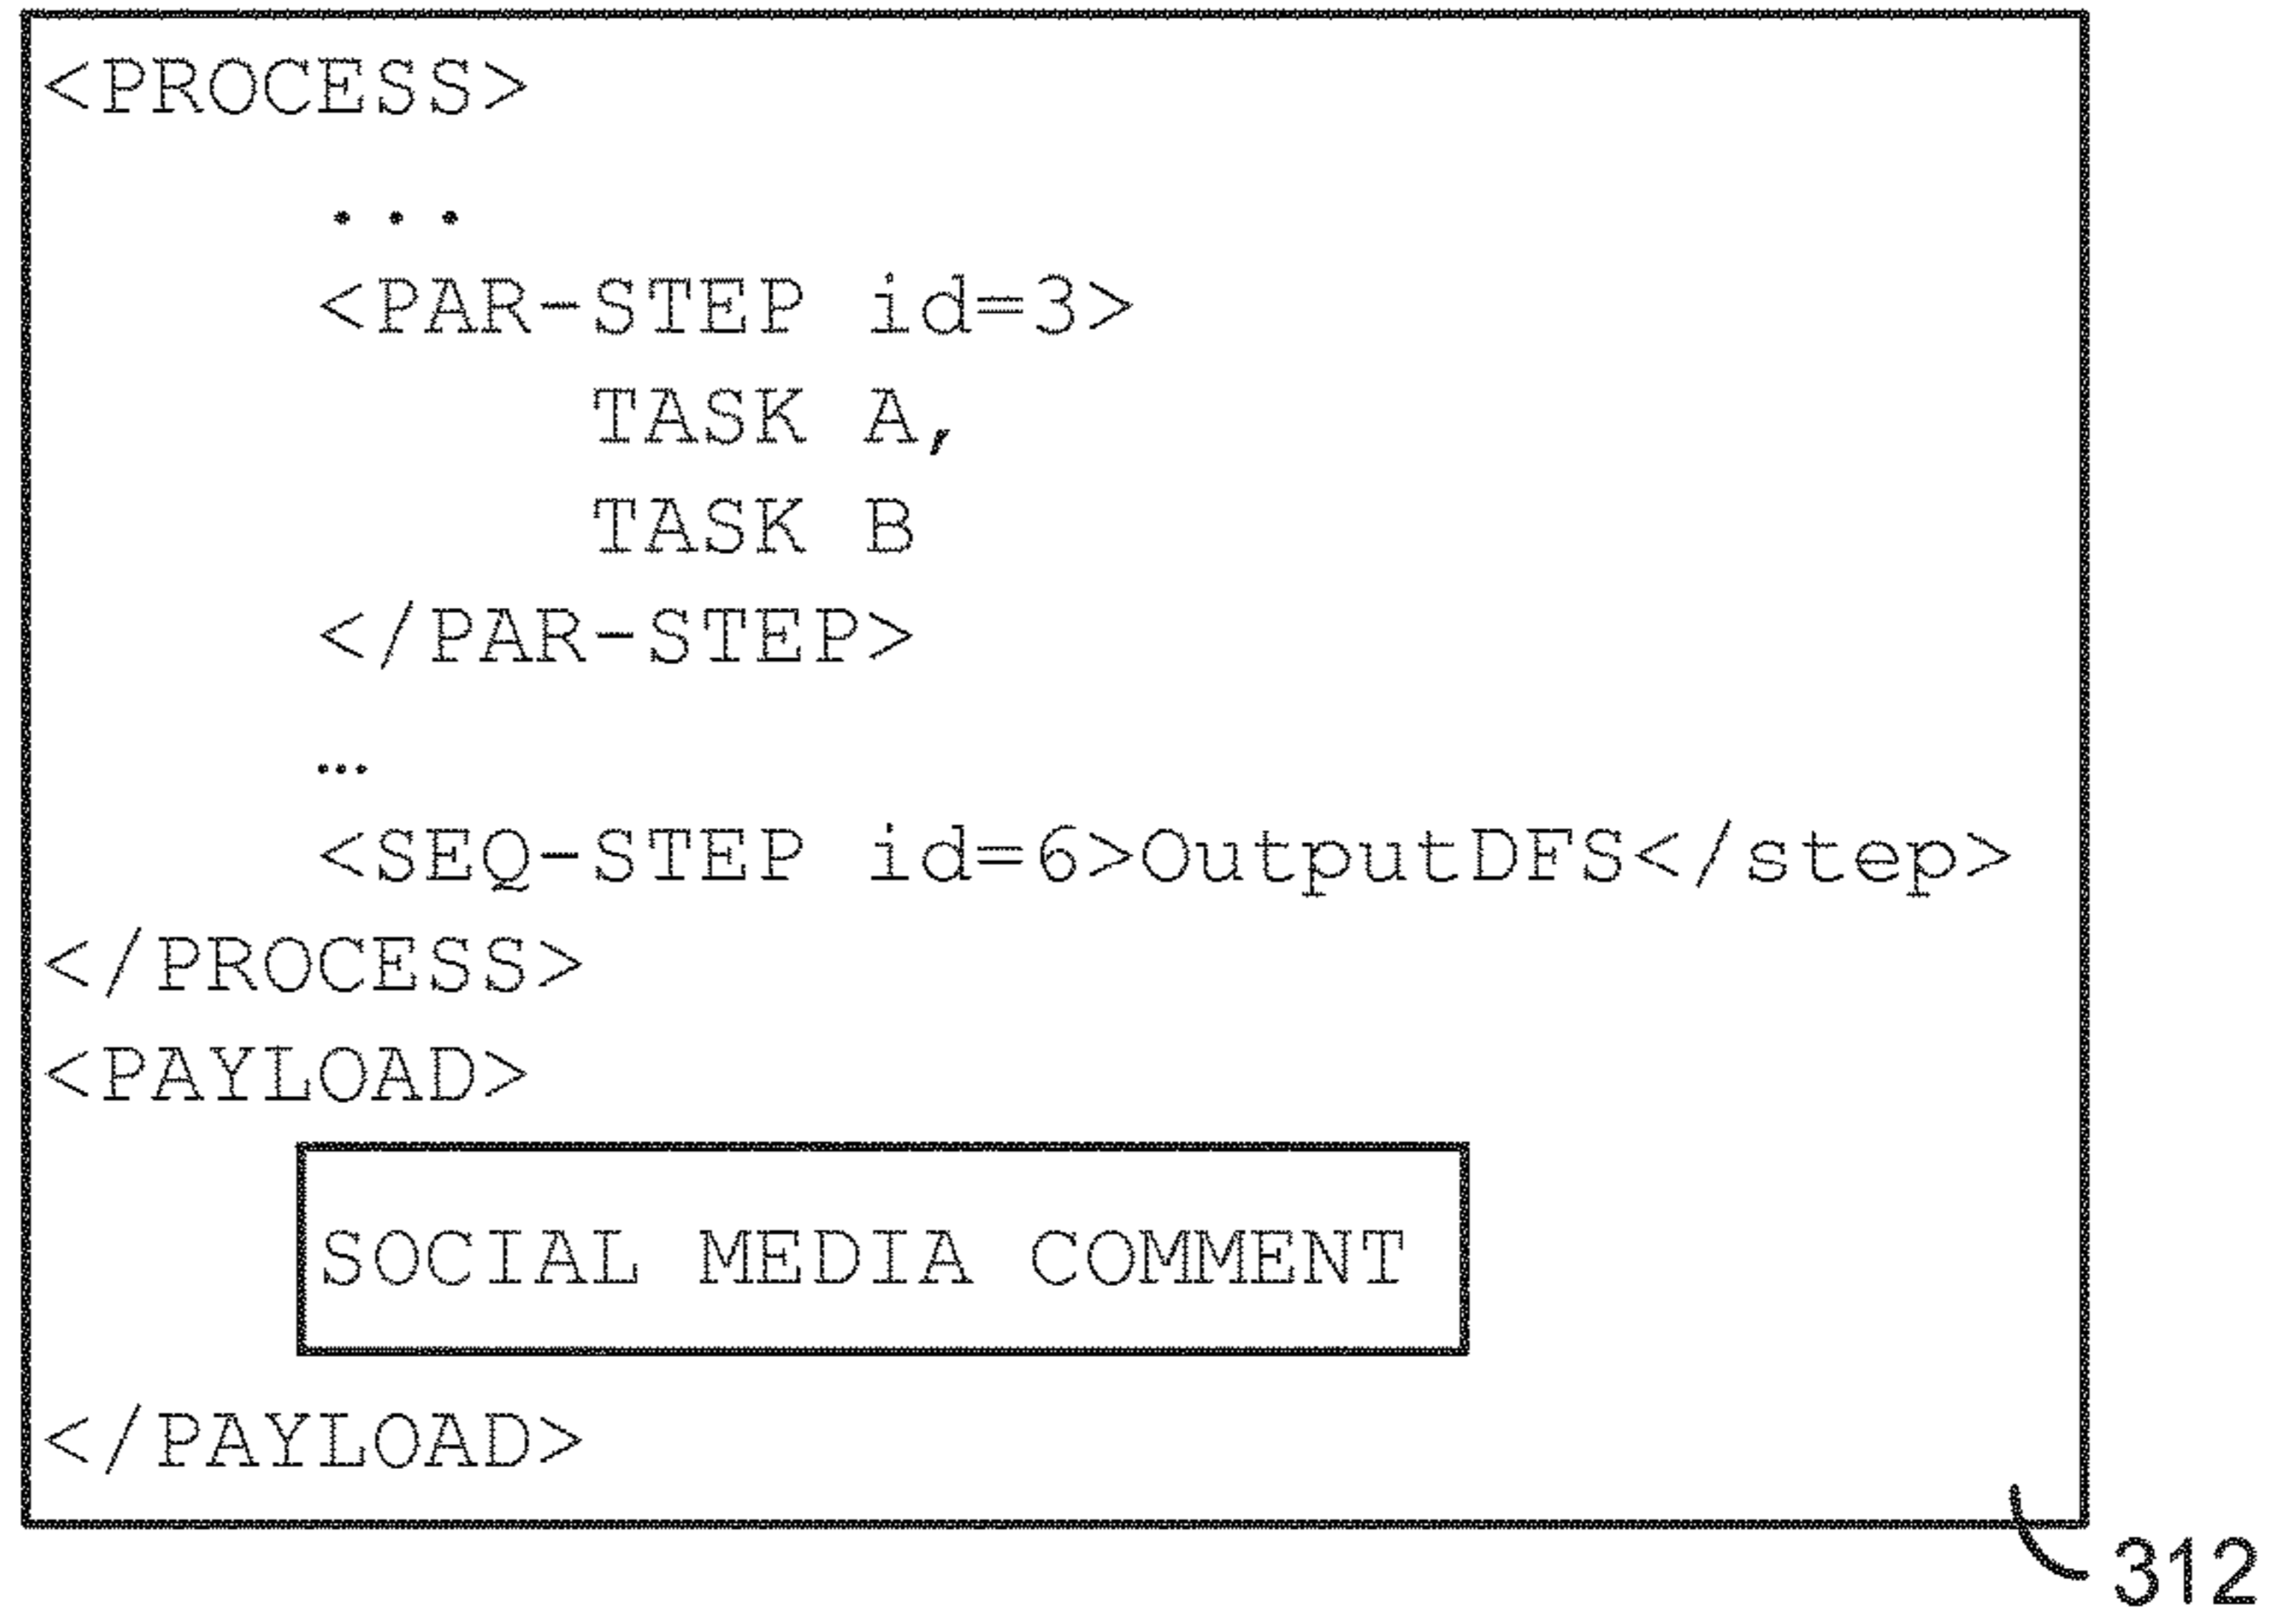 <PROCESS>
...
<PAR-STEP id=3>
TASK A,
TASK B
</PAR-STEP>
...
<SEQ-STEP id=6>OutputDFS</step>
</PROCESS>
<PAYLOAD>
SOCIAL MEDIA COMMENT
</PAYLOAD>
312